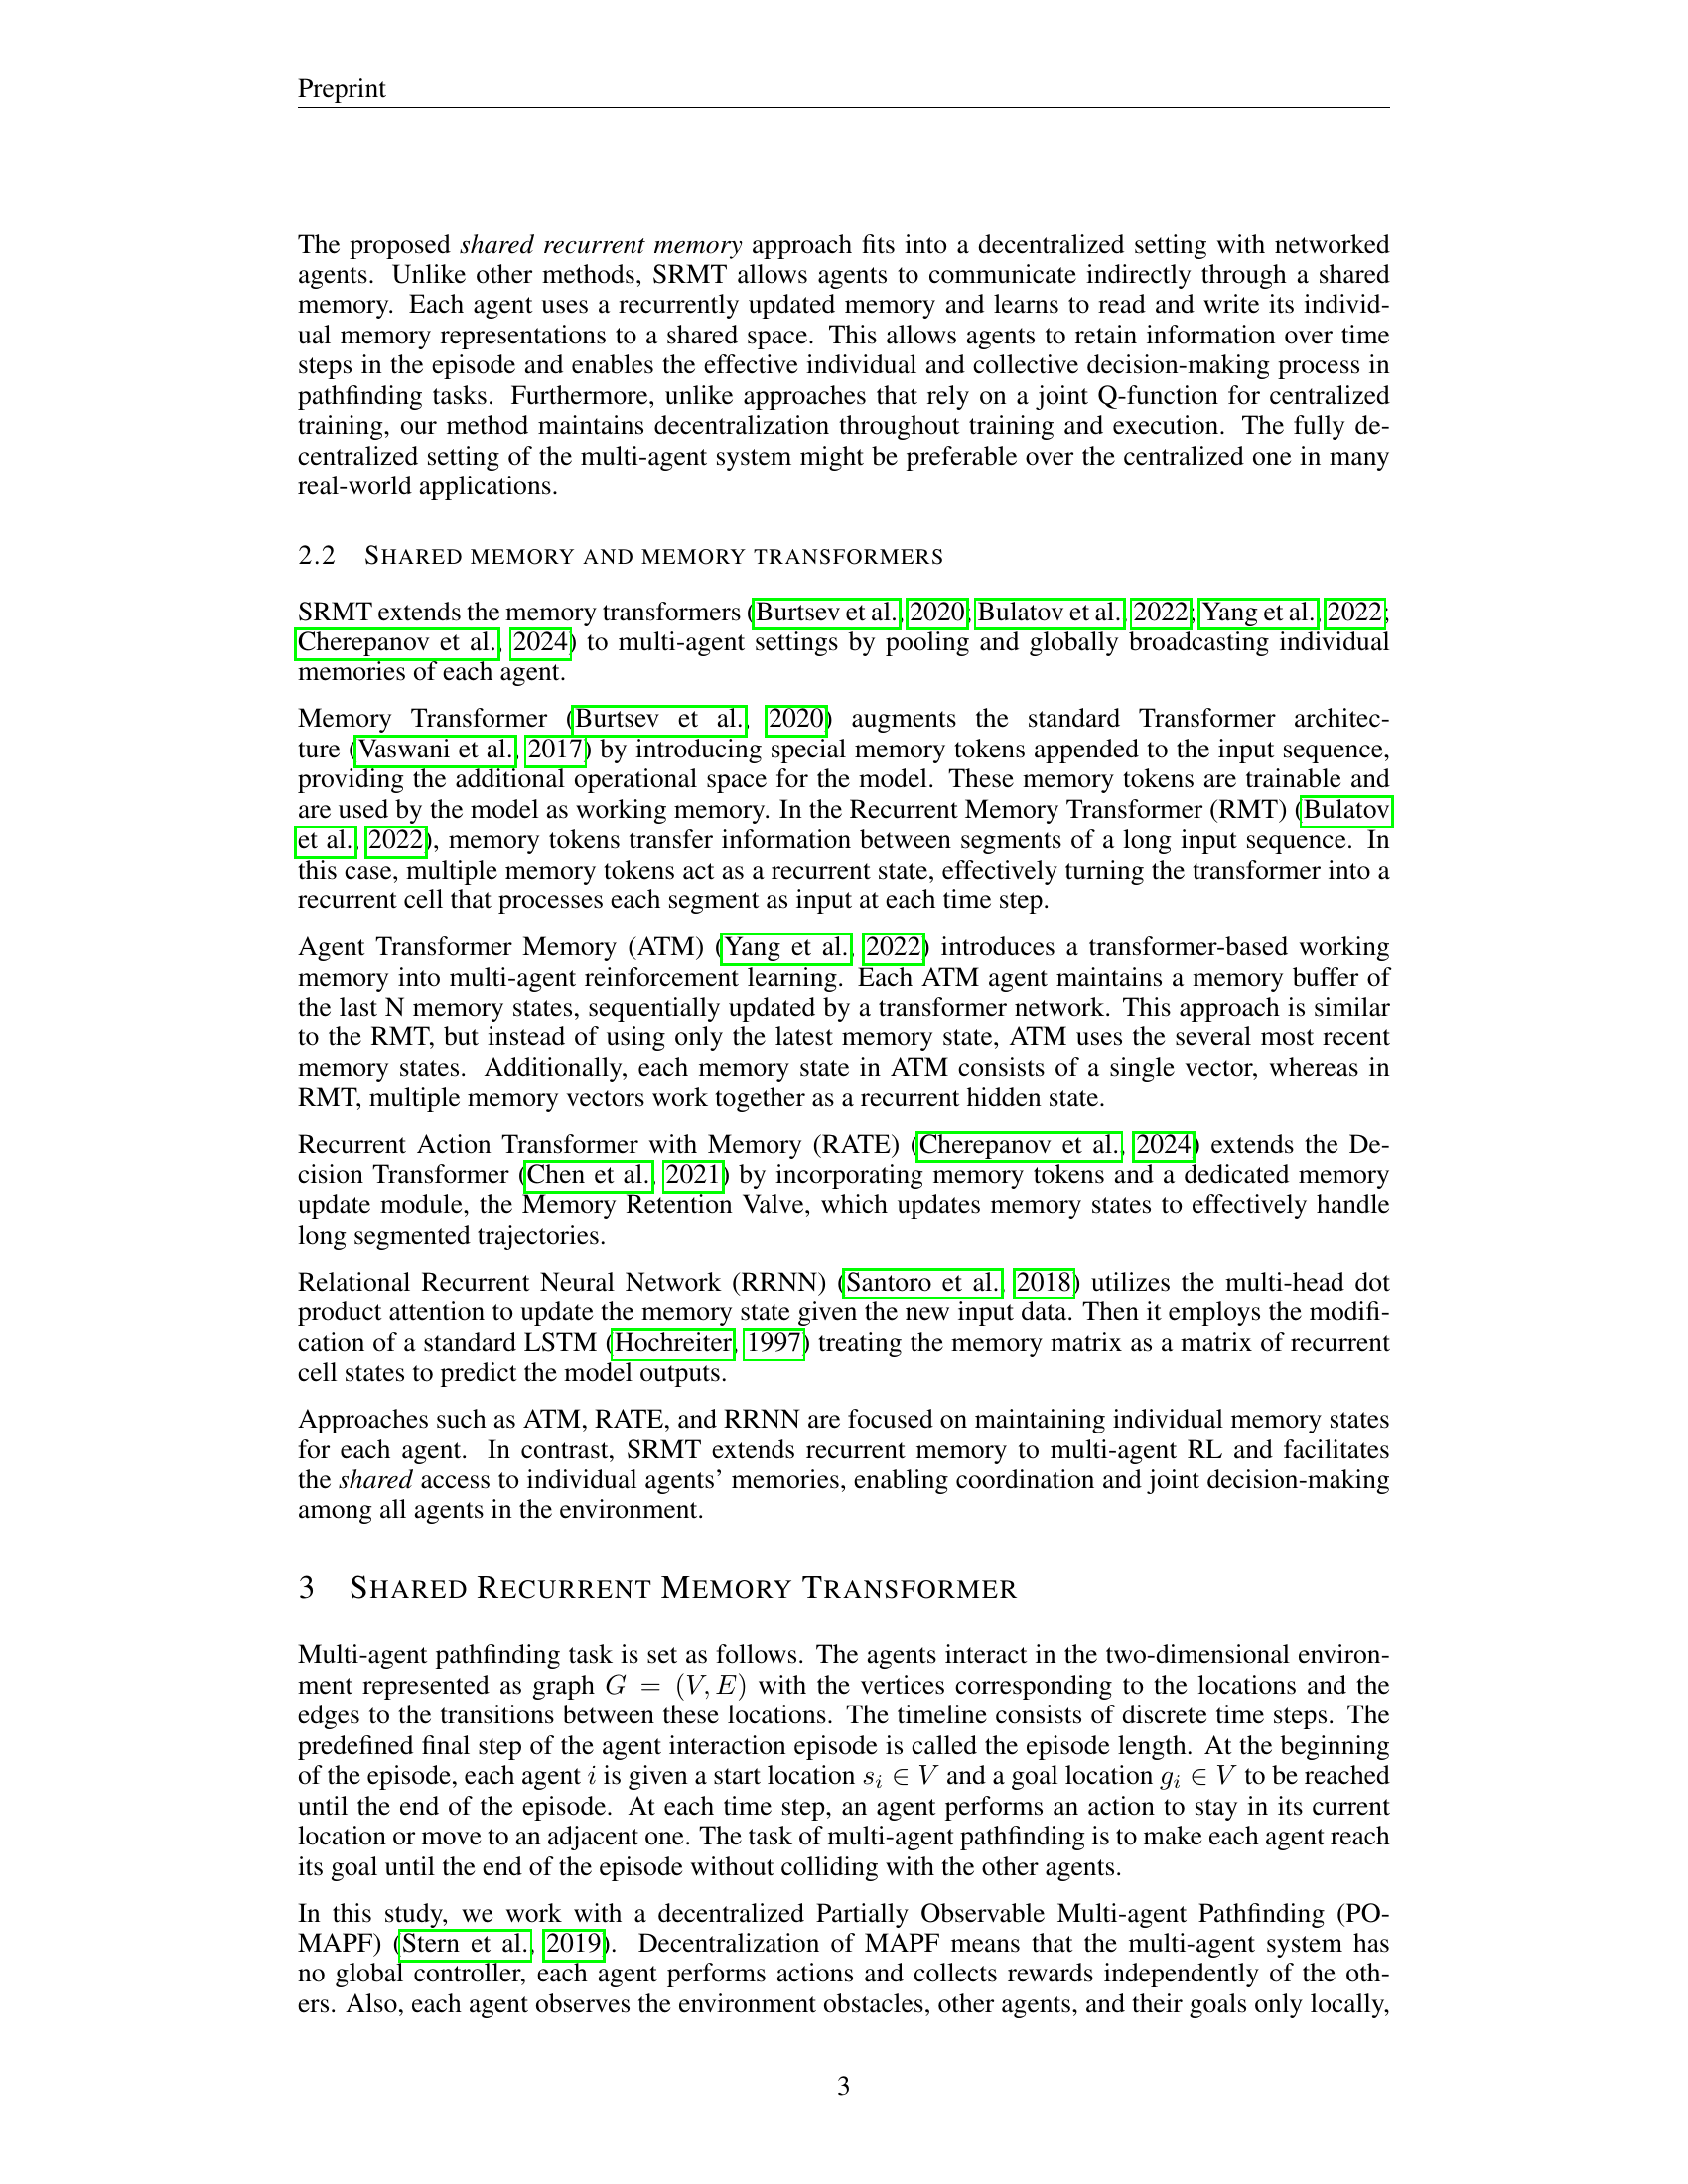 Preprint
The proposed shared recurrent memory approach fits into a decentralized setting with networked
agents. Unlike other methods, SRMT allows agents to communicate indirectly through a shared
memory. Each agent uses a recurrently updated memory and learns to read and write its individ-
ual memory representations to a shared space. This allows agents to retain information over time
steps in the episode and enables the effective individual and collective decision-making process in
pathfinding tasks. Furthermore, unlike approaches that rely on a joint Q-function for centralized
training, our method maintains decentralization throughout training and execution. The fully de-
centralized setting of the multi-agent system might be preferable over the centralized one in many
real-world applications.
2.2 SHARED MEMORY AND MEMORY TRANSFORMERS
SRMT extends the memory transformers (Burtsev et al., 2020; Bulatov et al., 2022; Yang et al., 2022;
Cherepanov et al., 2024) to multi-agent settings by pooling and globally broadcasting individual
memories of each agent.
Memory Transformer (Burtsev et al., 2020) augments the standard Transformer architec-
ture (Vaswani et al., 2017) by introducing special memory tokens appended to the input sequence,
providing the additional operational space for the model. These memory tokens are trainable and
are used by the model as working memory. In the Recurrent Memory Transformer (RMT) (Bulatov
et al., 2022), memory tokens transfer information between segments of a long input sequence. In
this case, multiple memory tokens act as a recurrent state, effectively turning the transformer into a
recurrent cell that processes each segment as input at each time step.
Agent Transformer Memory (ATM) (Yang et al., 2022) introduces a transformer-based working
memory into multi-agent reinforcement learning. Each ATM agent maintains a memory buffer of
the last N memory states, sequentially updated by a transformer network. This approach is similar
to the RMT, but instead of using only the latest memory state, ATM uses the several most recent
memory states. Additionally, each memory state in ATM consists of a single vector, whereas in
RMT, multiple memory vectors work together as a recurrent hidden state.
Recurrent Action Transformer with Memory (RATE) (Cherepanov et al., 2024) extends the De-
cision Transformer (Chen et al., 2021) by incorporating memory tokens and a dedicated memory
update module, the Memory Retention Valve, which updates memory states to effectively handle
long segmented trajectories.
Relational Recurrent Neural Network (RRNN) (Santoro et al., 2018) utilizes the multi-head dot
product attention to update the memory state given the new input data. Then it employs the modifi-
cation of a standard LSTM (Hochreiter, 1997) treating the memory matrix as a matrix of recurrent
cell states to predict the model outputs.
Approaches such as ATM, RATE, and RRNN are focused on maintaining individual memory states
for each agent. In contrast, SRMT extends recurrent memory to multi-agent RL and facilitates
the shared access to individual agents' memories, enabling coordination and joint decision-making
among all agents in the environment.
3 SHARED RECURRENT MEMORY TRANSFORMER
Multi-agent pathfinding task is set as follows. The agents interact in the two-dimensional environ-
ment represented as graph G = (V, E) with the vertices corresponding to the locations and the
edges to the transitions between these locations. The timeline consists of discrete time steps. The
predefined final step of the agent interaction episode is called the episode length. At the beginning
of the episode, each agent i is given a start location s_i ∈ V and a goal location g_i ∈ V to be reached
until the end of the episode. At each time step, an agent performs an action to stay in its current
location or move to an adjacent one. The task of multi-agent pathfinding is to make each agent reach
its goal until the end of the episode without colliding with the other agents.
In this study, we work with a decentralized Partially Observable Multi-agent Pathfinding (PO-
MAPF) (Stern et al., 2019). Decentralization of MAPF means that the multi-agent system has
no global controller, each agent performs actions and collects rewards independently of the oth-
ers. Also, each agent observes the environment obstacles, other agents, and their goals only locally,
3